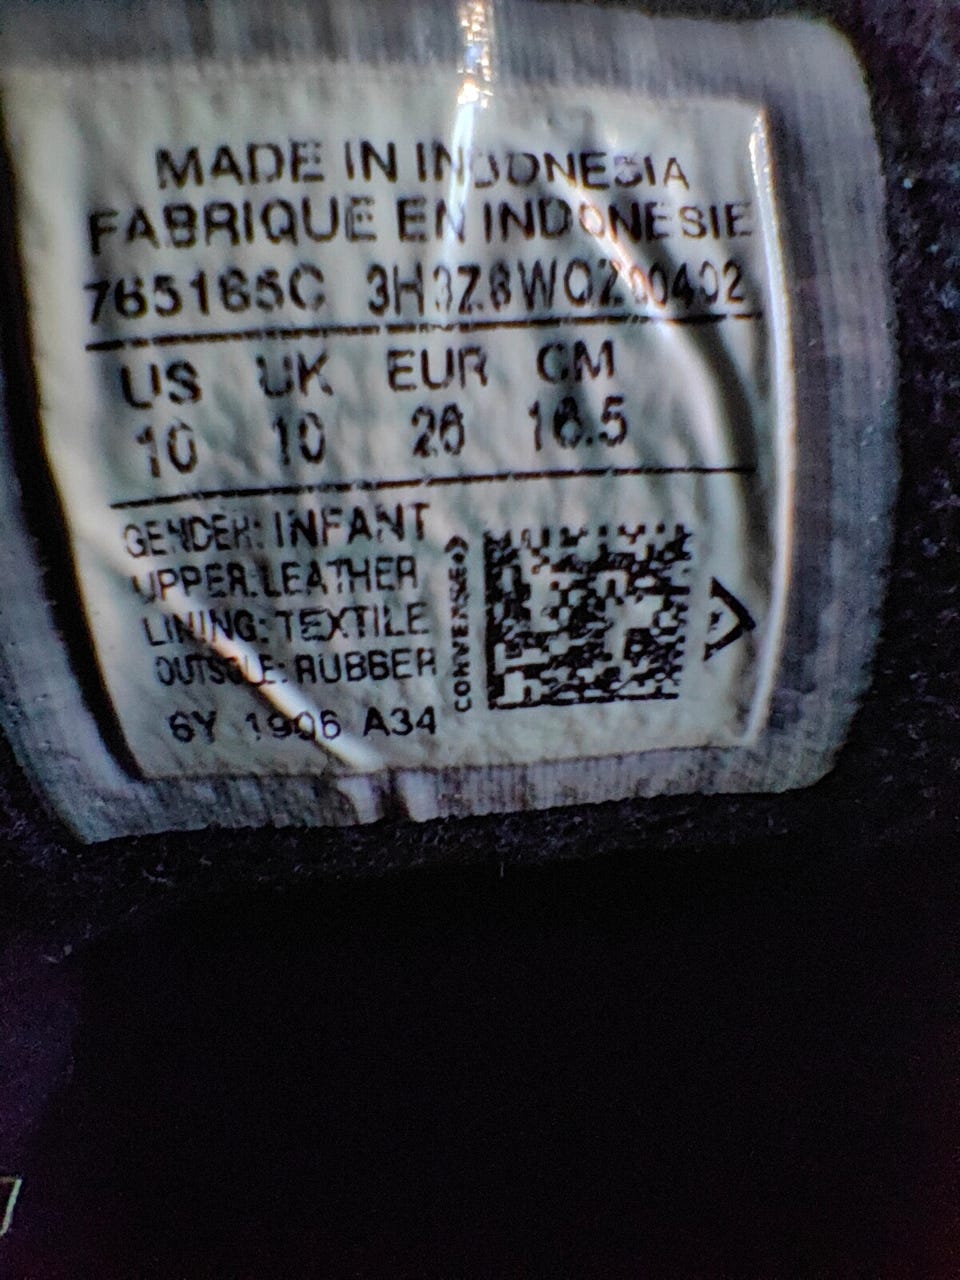 MADE IN INDONESIA
FABRIQUE EN INDONESIE
765165C
US UK EUR CM
10 10 26 16.5
GENDER: INFANT
UPPER: LEATHER
LINING: TEXTILE
OUTSOLE: RUBBER
6Y 1906 A34
CONVERSE